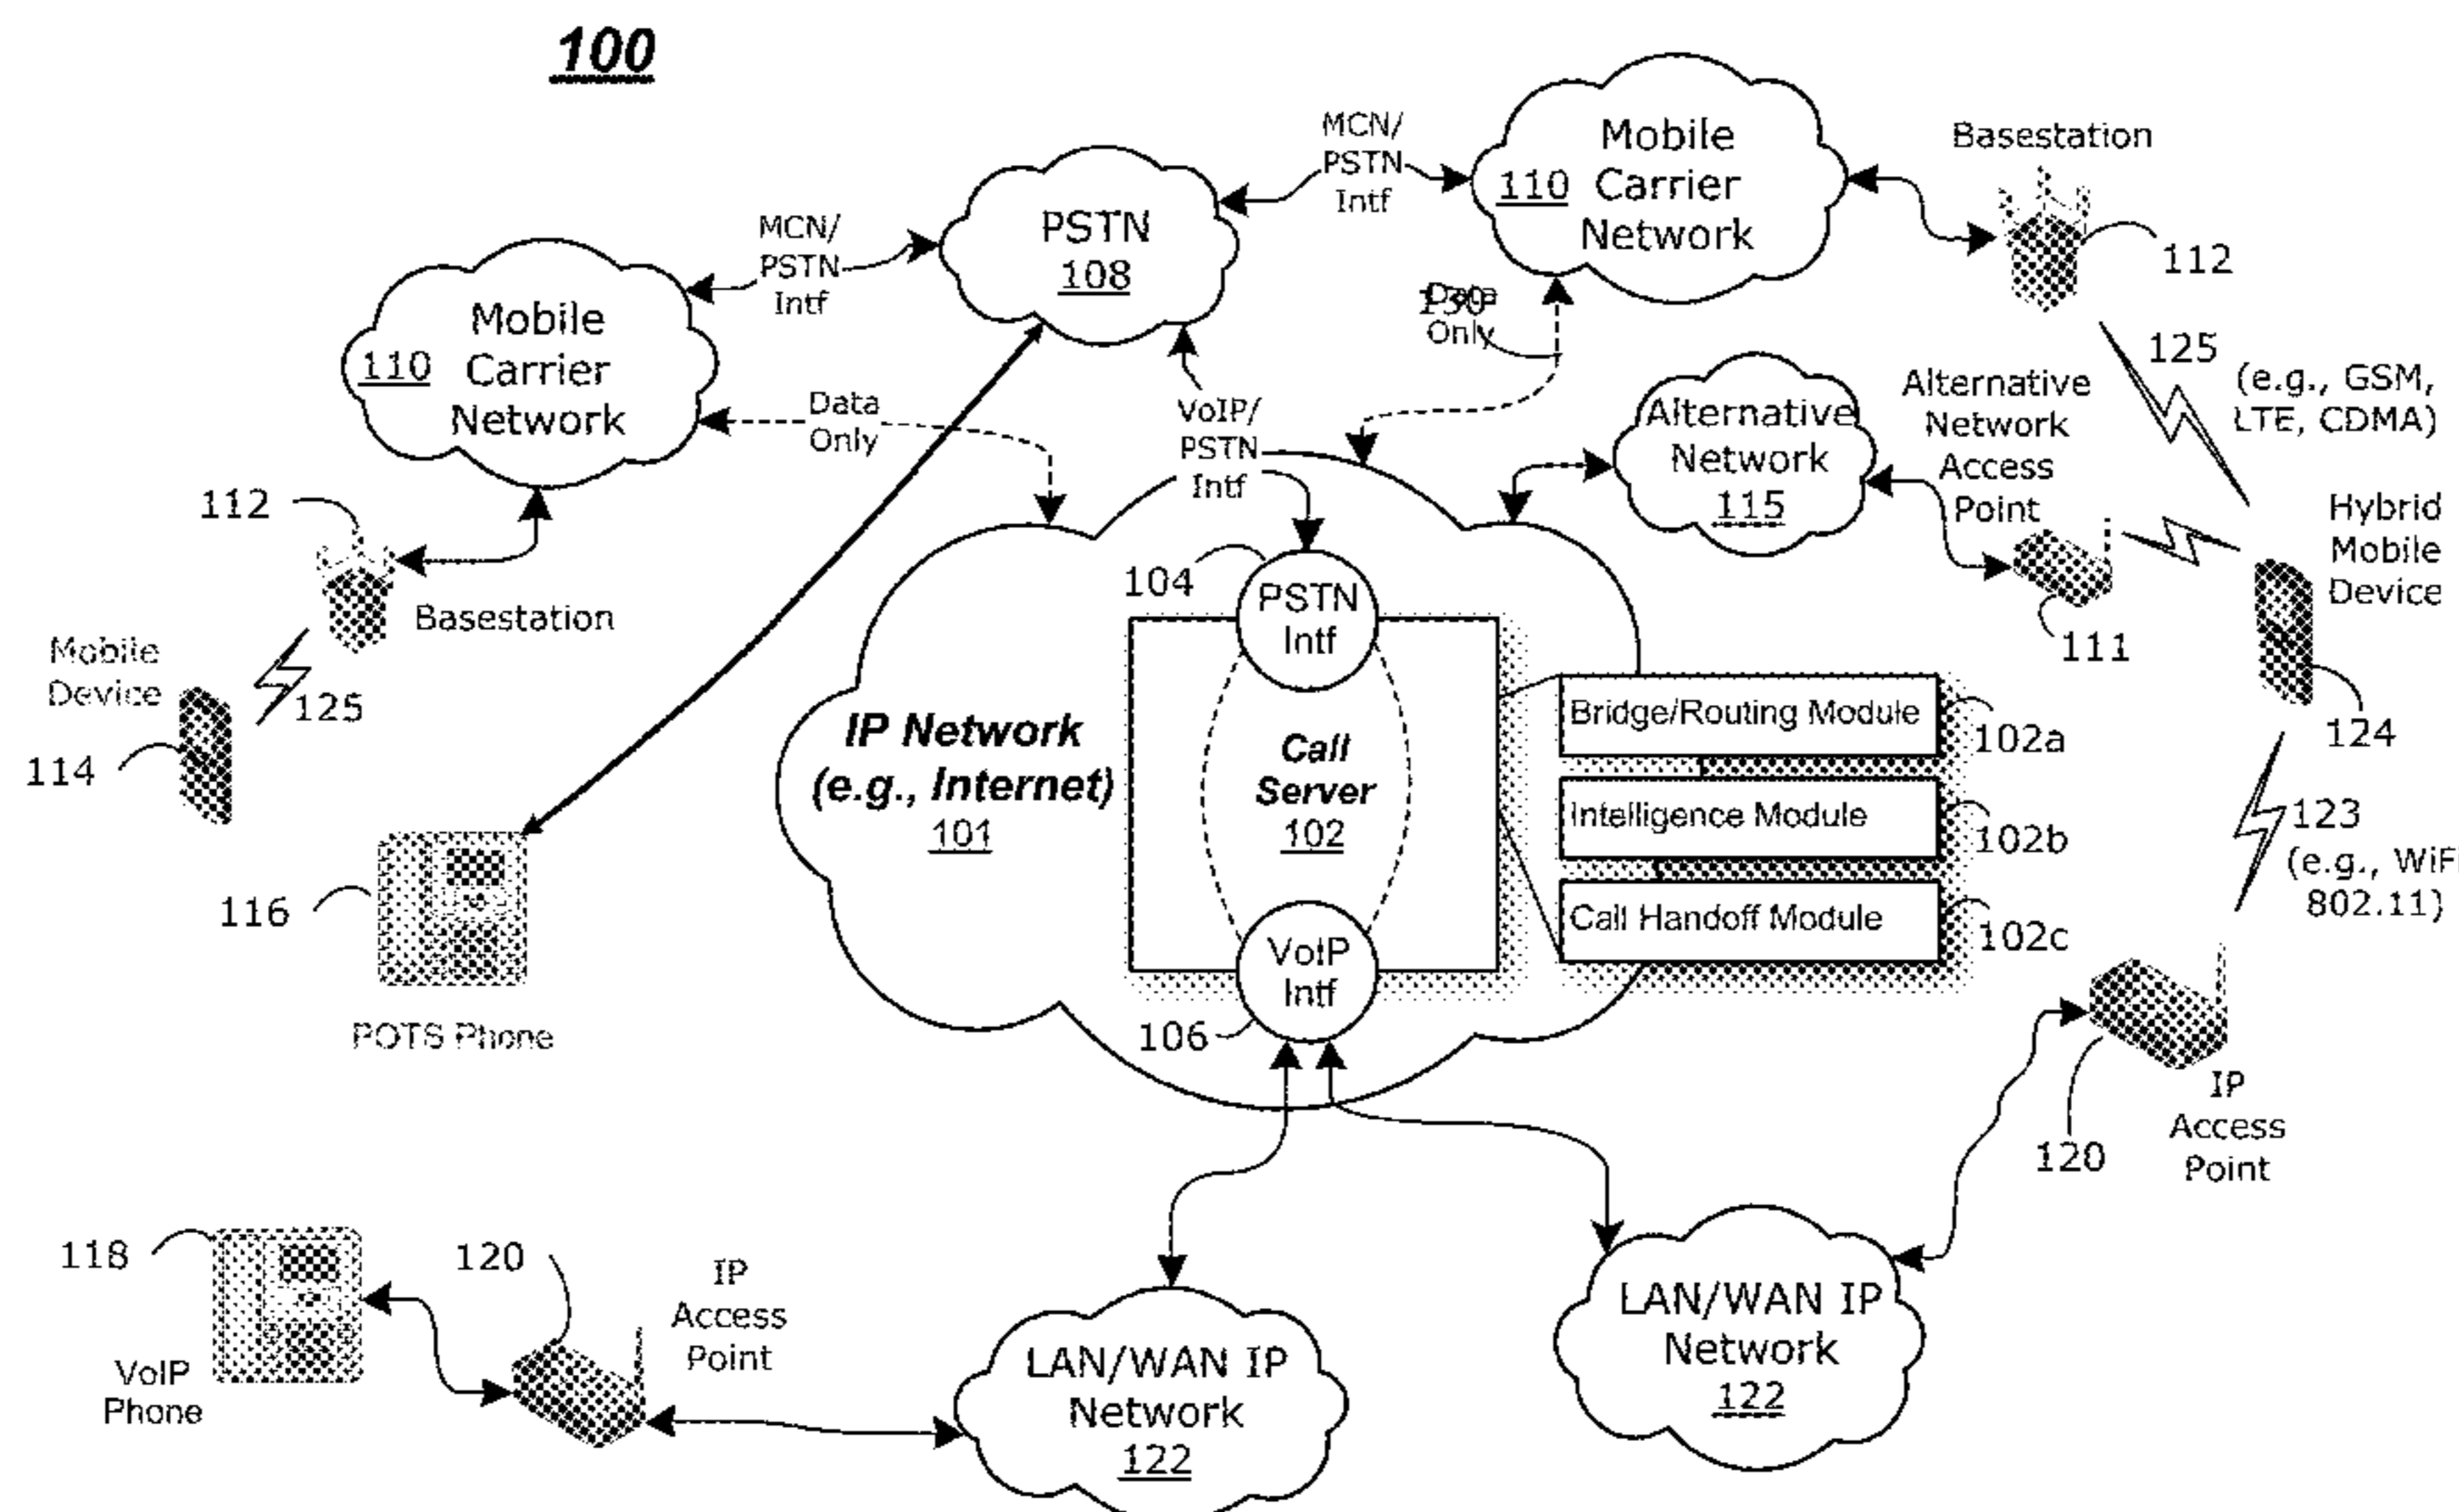 100
MCN/
PSTN
Intf
Mobile
Carrier
Network
110
Basestation
112
PSTN
108
MCN/
PSTN
Intf
Mobile
Carrier
Network
110
130
Data
Only
125
(e.g., GSM,
LTE, CDMA)
Alternative
Network
Access
Point
Alternative
Network
115
Data
Only
VoIP/
PSTN
Intf
112
Basestation
Hybrid
Mobile
Device
104
PSTN
Intf
111
Mobile
Device
125
114
124
IP Network
(e.g., Internet)
101
Call
Server
102
Bridge/Routing Module
102a
Intelligence Module
102b
Call Handoff Module
102c
123
(e.g., WiFi
802.11)
116
POTS Phone
VoIP
Intf
106
IP
Access
Point
120
118
VoIP
Phone
120
IP
Access
Point
LAN/WAN IP
Network
122
LAN/WAN IP
Network
122